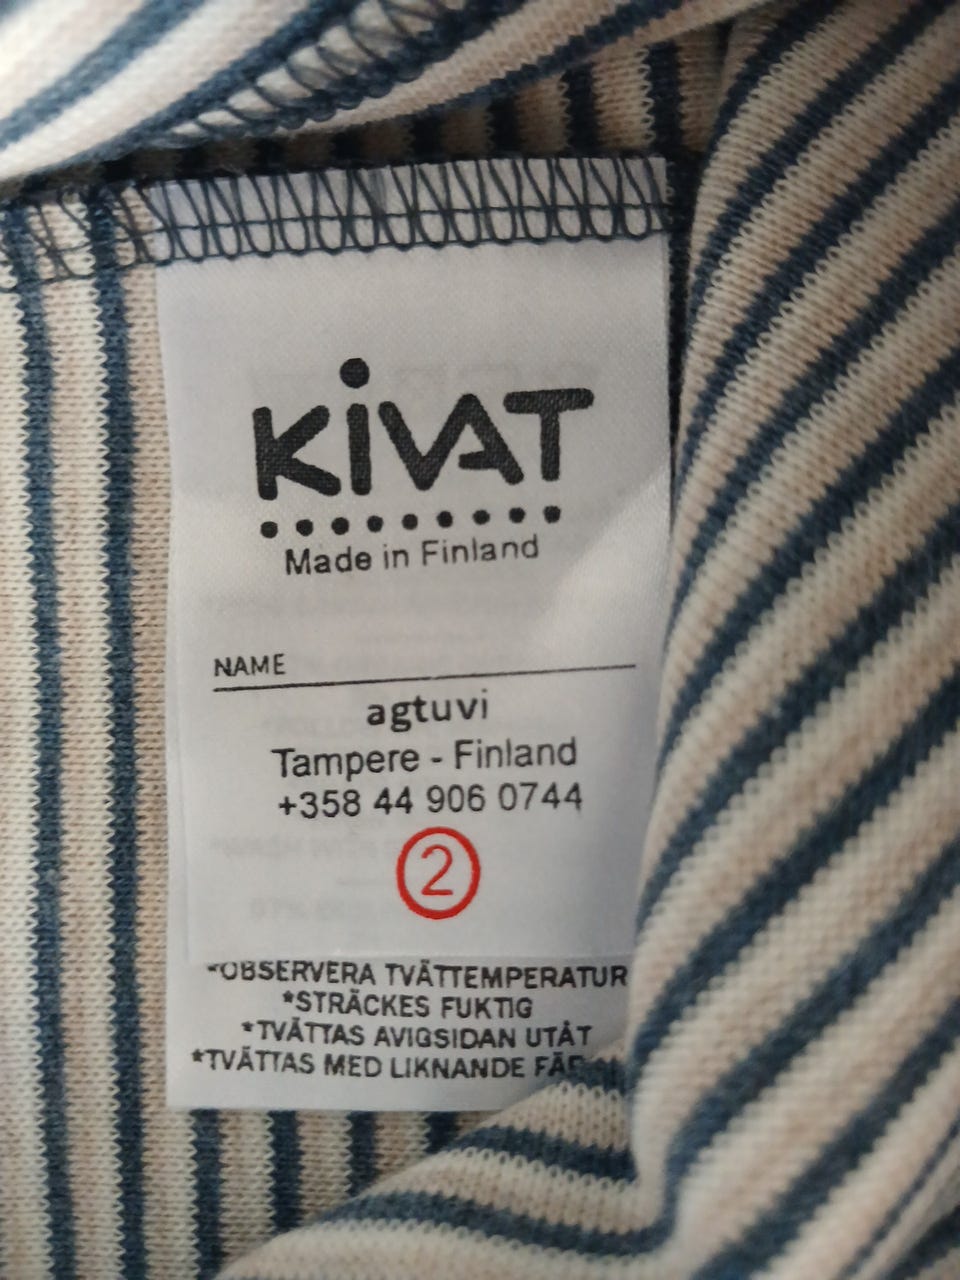 KiVAT
Made in Finland
NAME
agtuvi
Tampere - Finland
+358 44 906 0744
2
*OBSERVERA TVÄTTEMPERATUR
*STRÄCKES FUKTIG
*TVÄTTAS AVIGSIDAN UTÅT
*TVÄTTAS MED LIKNANDE